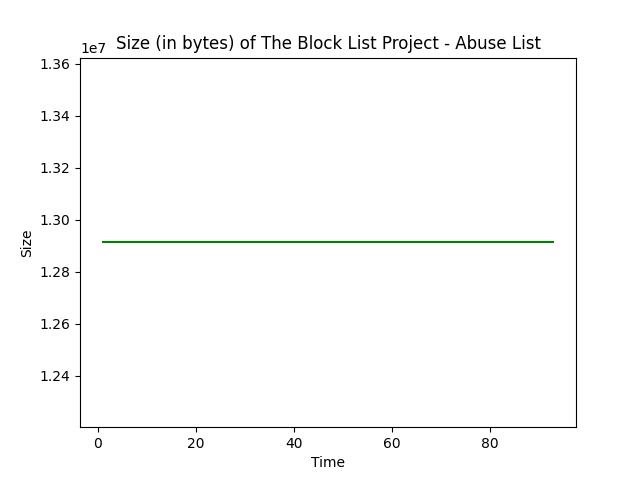 Size (in bytes) of The Block List Project - Abuse List
1e7
1.36
1.34
1.32
1.30
1.28
1.26
1.24
Size
0 20 40 60 80
Time